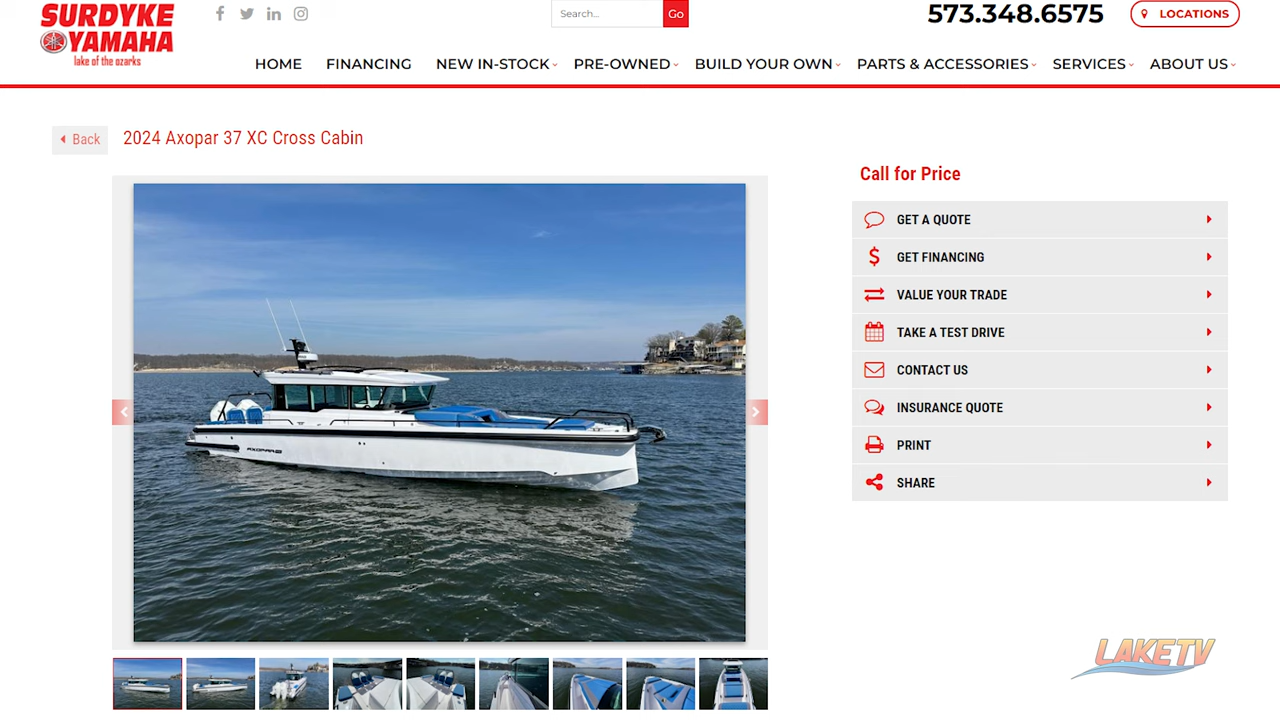 SURDYKE
YAMAHA
lake of the ozarks
Search...
Go
573.348.6575
LOCATIONS
HOME
FINANCING
NEW IN-STOCK
PRE-OWNED
BUILD YOUR OWN
PARTS & ACCESSORIES
SERVICES
ABOUT US
Back
2024 Axopar 37 XC Cross Cabin
Call for Price
GET A QUOTE
GET FINANCING
VALUE YOUR TRADE
TAKE A TEST DRIVE
CONTACT US
INSURANCE QUOTE
PRINT
SHARE
AXOPAR
LAKETV